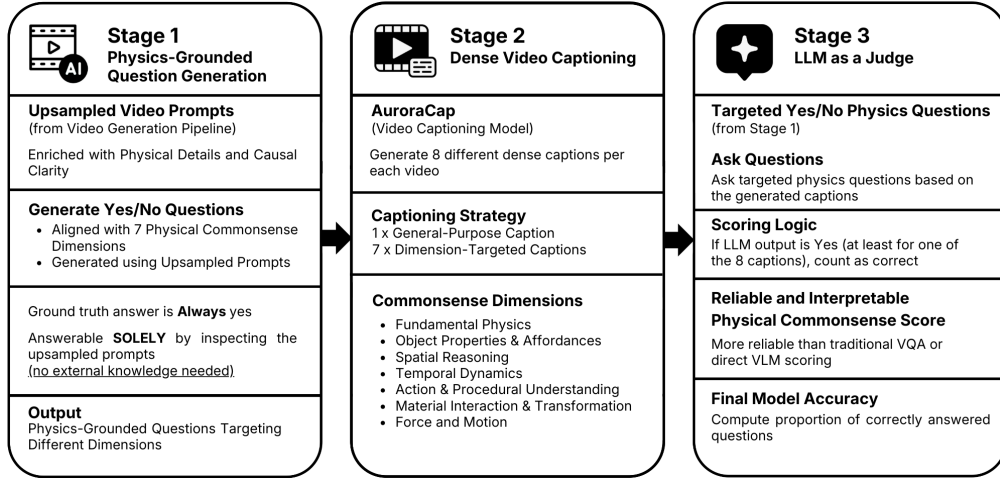 AI
Stage 1
Physics-Grounded
Question Generation
Upsampled Video Prompts
(from Video Generation Pipeline)
Enriched with Physical Details and Causal
Clarity
Generate Yes/No Questions
• Aligned with 7 Physical Commonsense
Dimensions
• Generated using Upsampled Prompts
Ground truth answer is Always yes
Answerable SOLELY by inspecting the
upsampled prompts
(no external knowledge needed)
Output
Physics-Grounded Questions Targeting
Different Dimensions
Stage 2
Dense Video Captioning
AuroraCap
(Video Captioning Model)
Generate 8 different dense captions per
each video
Captioning Strategy
1 x General-Purpose Caption
7 x Dimension-Targeted Captions
Commonsense Dimensions
• Fundamental Physics
• Object Properties & Affordances
• Spatial Reasoning
• Temporal Dynamics
• Action & Procedural Understanding
• Material Interaction & Transformation
• Force and Motion
Stage 3
LLM as a Judge
Targeted Yes/No Physics Questions
(from Stage 1)
Ask Questions
Ask targeted physics questions based on
the generated captions
Scoring Logic
If LLM output is Yes (at least for one of
the 8 captions), count as correct
Reliable and Interpretable
Physical Commonsense Score
More reliable than traditional VQA or
direct VLM scoring
Final Model Accuracy
Compute proportion of correctly answered
questions